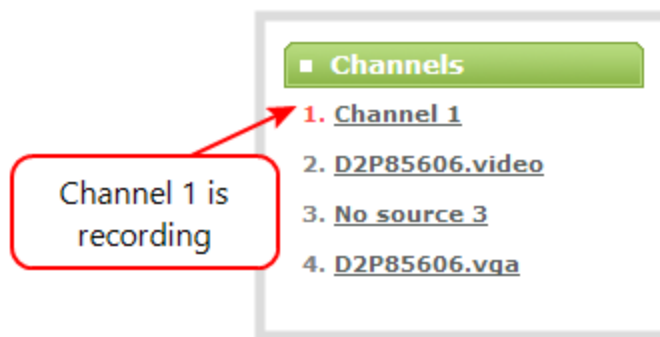 Channels
1. Channel 1
2. D2P85606.video
3. No source 3
4. D2P85606.vga
Channel 1 is
recording